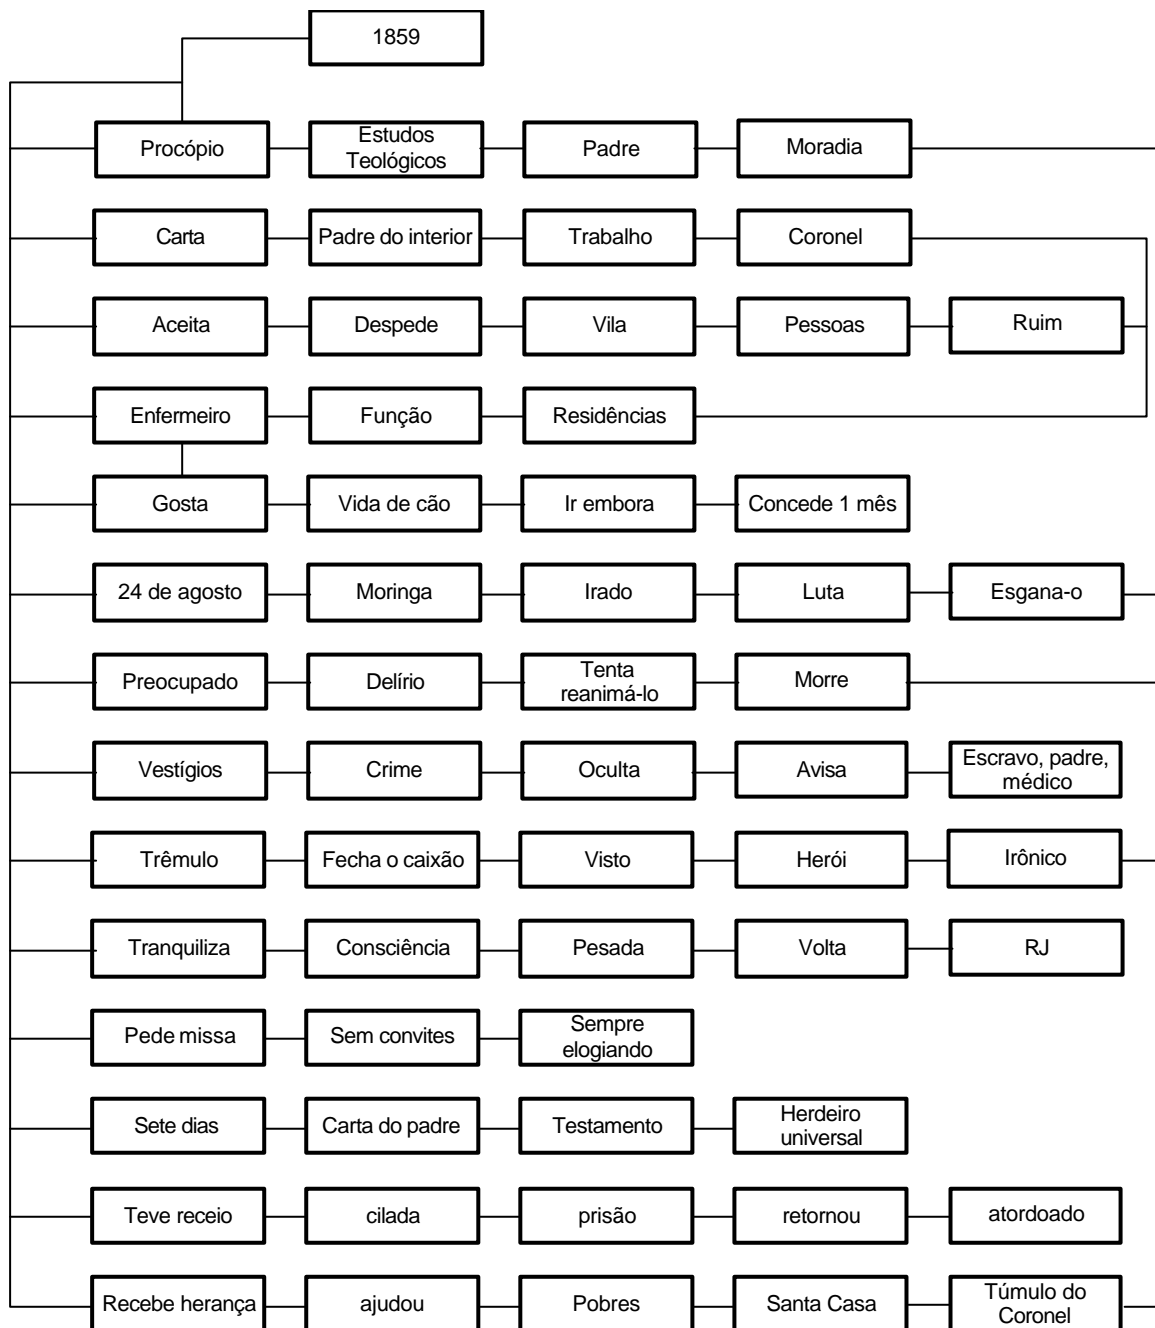 1859
Procópio
Estudos
Teológicos
Padre
Moradia
Carta
Padre do interior
Trabalho
Coronel
Aceita
Despede
Vila
Pessoas
Ruim
Enfermeiro
Função
Residências
Gosta
Vida de cão
Ir embora
Concede 1 mês
24 de agosto
Moringa
Irado
Luta
Esgana-o
Preocupado
Delírio
Tenta
reanimá-lo
Morre
Vestígios
Crime
Oculta
Avisa
Escravo, padre,
médico
Trêmulo
Fecha o caixão
Visto
Herói
Irônico
Tranquiliza
Consciência
Pesada
Volta
RJ
Pede missa
Sem convites
Sempre
elogiando
Sete dias
Carta do padre
Testamento
Herdeiro
universal
Teve receio
cilada
prisão
retornou
atordoado
Recebe herança
ajudou
Pobres
Santa Casa
Túmulo do
Coronel